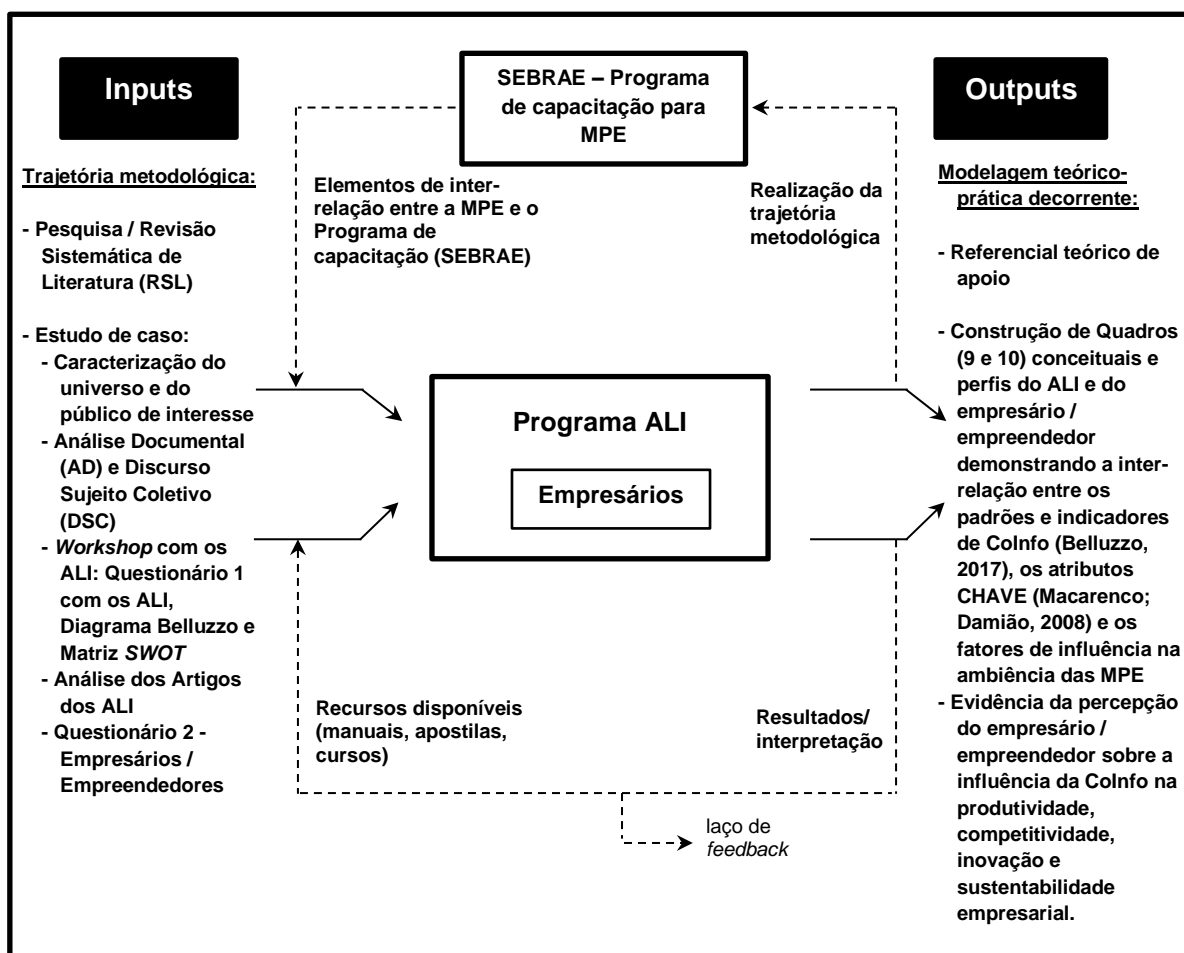 Inputs
Trajetória metodológica:
- Pesquisa / Revisão
Sistemática de
Literatura (RSL)
- Estudo de caso:
- Caracterização do
universo e do
público de interesse
- Análise Documental
(AD) e Discurso
Sujeito Coletivo
(DSC)
- Workshop com os
ALI: Questionário 1
com os ALI,
Diagrama Belluzzo e
Matriz SWOT
- Análise dos Artigos
dos ALI
- Questionário 2 -
Empresários /
Empreendedores
SEBRAE – Programa
de capacitação para
MPE
Elementos de inter-
relação entre a MPE e o
Programa de
capacitação (SEBRAE)
Realização da
trajetória
metodológica
Programa ALI
Empresários
Recursos disponíveis
(manuais, apostilas,
cursos)
Resultados/
interpretação
laço de
feedback
Outputs
Modelagem teórico-
prática decorrente:
- Referencial teórico de
apoio
- Construção de Quadros
(9 e 10) conceituais e
perfis do ALI e do
empresário /
empreendedor
demonstrando a inter-
relação entre os
padrões e indicadores
de CoInfo (Belluzzo,
2017), os atributos
CHAVE (Macarenco;
Damião, 2008) e os
fatores de influência na
ambiência das MPE
- Evidência da percepção
do empresário /
empreendedor sobre a
influência da CoInfo na
produtividade,
competitividade,
inovação e
sustentabilidade
empresarial.